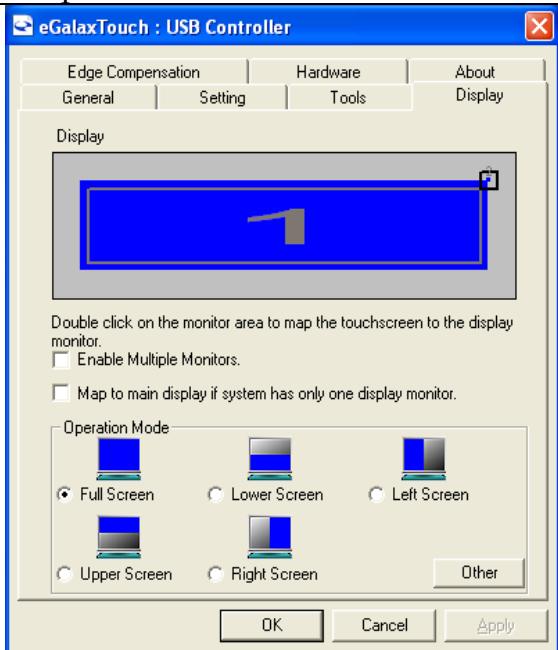 eGalaxTouch : USB Controller
Edge Compensation Hardware About
General Setting Tools Display
Display
1
Double click on the monitor area to map the touchscreen to the display
monitor.
Enable Multiple Monitors.
Map to main display if system has only one display monitor.
Operation Mode
Full Screen Lower Screen Left Screen
Upper Screen Right Screen Other
OK Cancel Apply